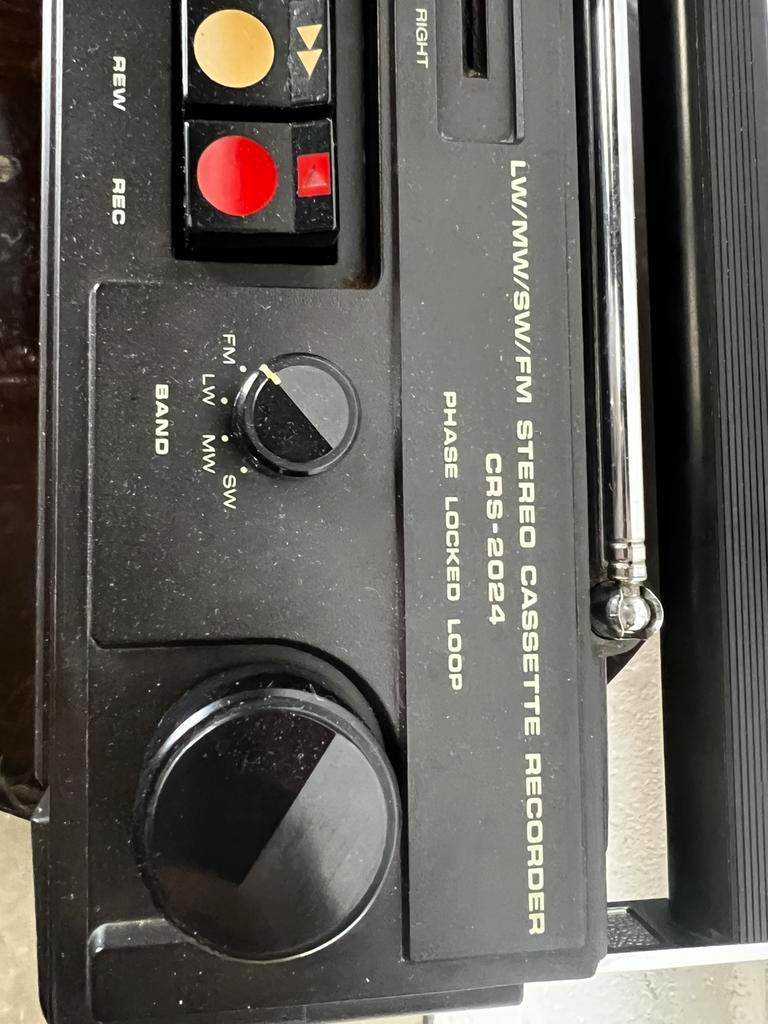 RIGHT
LW/MW/SW/FM STEREO CASSETTE RECORDER
CRS-2024
PHASE LOCKED LOOP
REW
REC
FM
LW
MW
SW
BAND